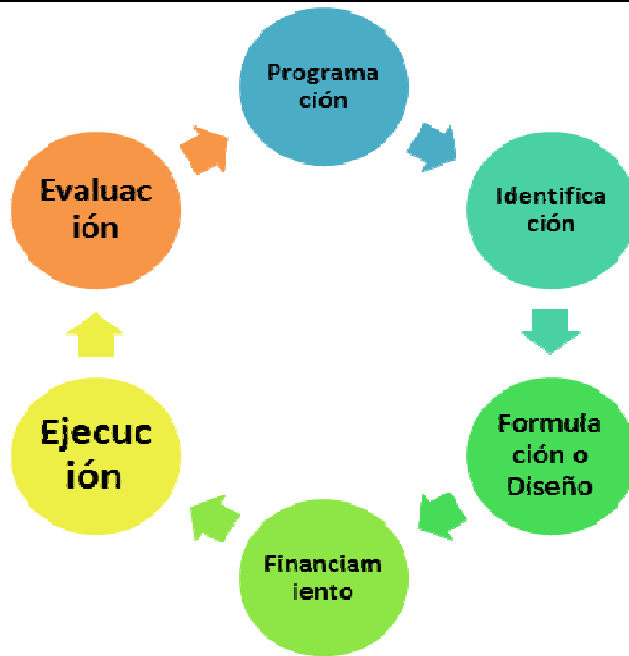 Programa
ción
Identifica
ción
Formula
ción o
Diseño
Financiam
iento
Ejecuc
ión
Evaluac
ión